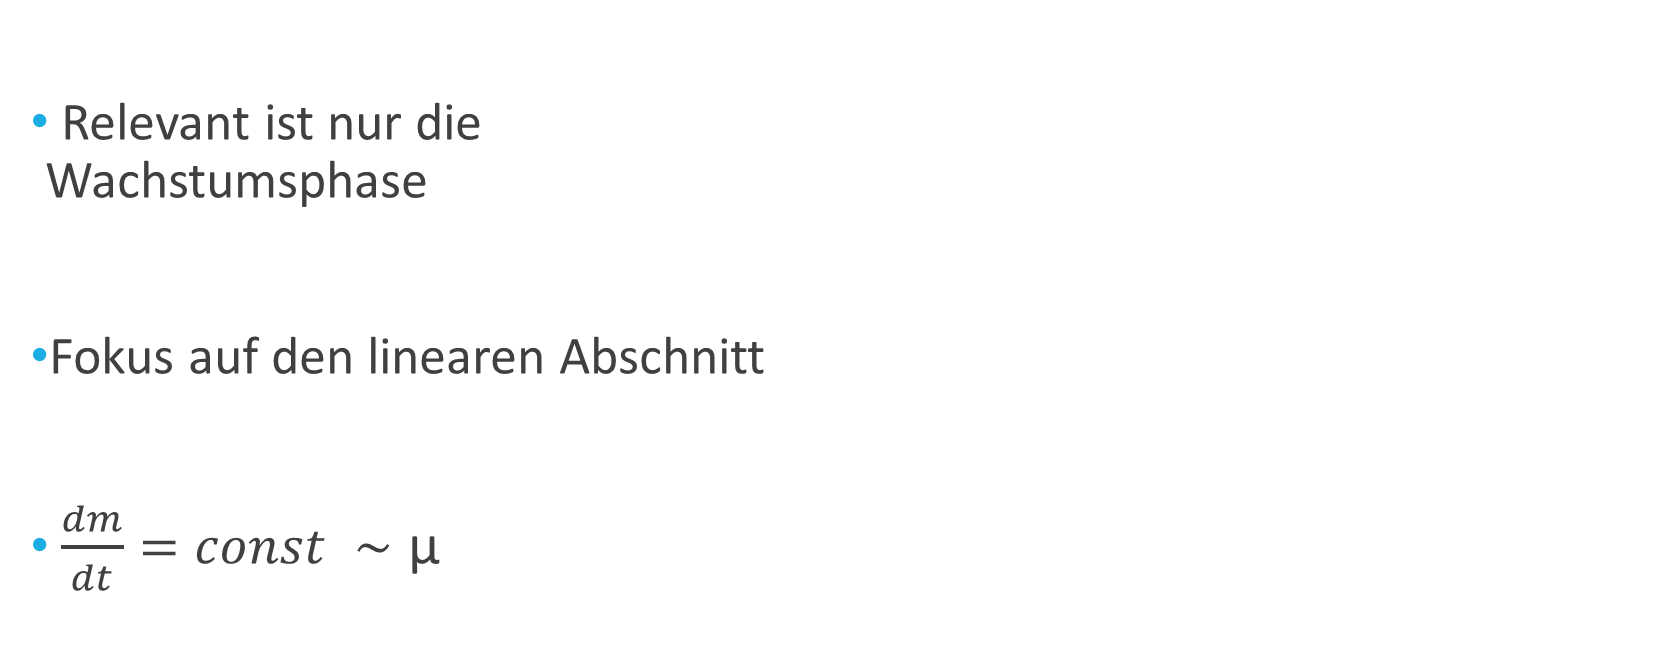 • Relevant ist nur die
Wachstumsphase
•Fokus auf den linearen Abschnitt
• dm/dt = const ~ µ